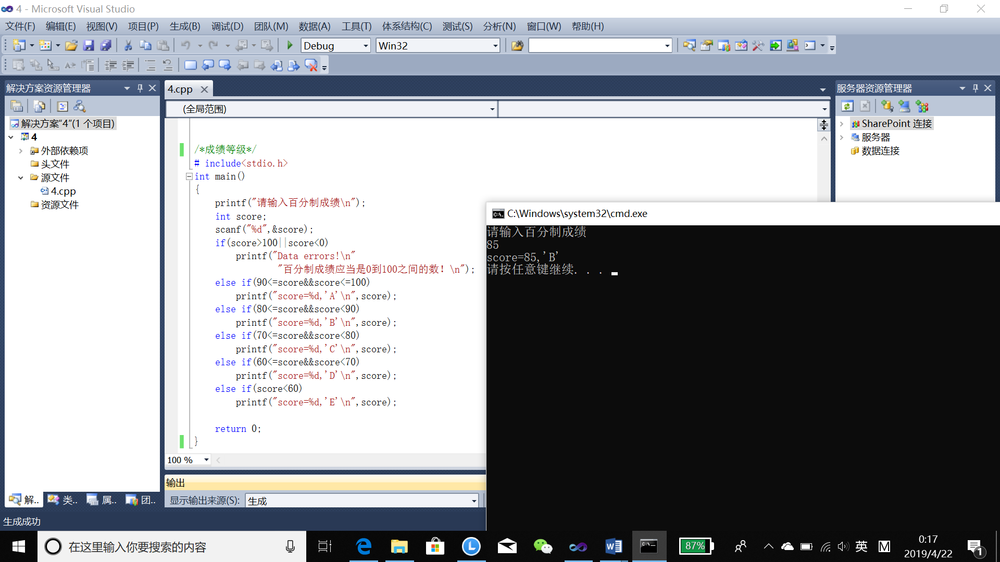 4 - Microsoft Visual Studio
文件(F) 编辑(E) 视图(V) 项目(P) 生成(B) 调试(D) 团队(M) 数据(A) 工具(T) 体系结构(C) 测试(S) 分析(N) 窗口(W) 帮助(H)
Debug Win32
解决方案资源管理器
解决方案“4”(1 个项目)
4
外部依赖项
头文件
源文件
4.cpp
资源文件
解.. 类.. 属.. 团..
4.cpp
(全局范围)
/*成绩等级*/
# include<stdio.h>
int main()
{
printf("请输入百分制成绩\n");
int score;
scanf("%d",&score);
if(score>100||score<0)
printf("Data errors!\n"
"百分制成绩应当是0到100之间的数! \n");
else if(90<=score&&score<=100)
printf("score=%d,'A'\n",score);
else if(80<=score&&score<90)
printf("score=%d,'B'\n",score);
else if(70<=score&&score<80)
printf("score=%d,'C'\n",score);
else if(60<=score&&score<70)
printf("score=%d,'D'\n",score);
else if(score<60)
printf("score=%d,'E'\n",score);
return 0;
}
100 %
输出
显示输出来源(S): 生成
服务器资源管理器
SharePoint 连接
服务器
数据连接
C:\Windows\system32\cmd.exe
请输入百分制成绩
85
score=85,'B'
请按任意键继续. . .
生成成功
在这里输入你要搜索的内容
87%
英
0:17
2019/4/22
1